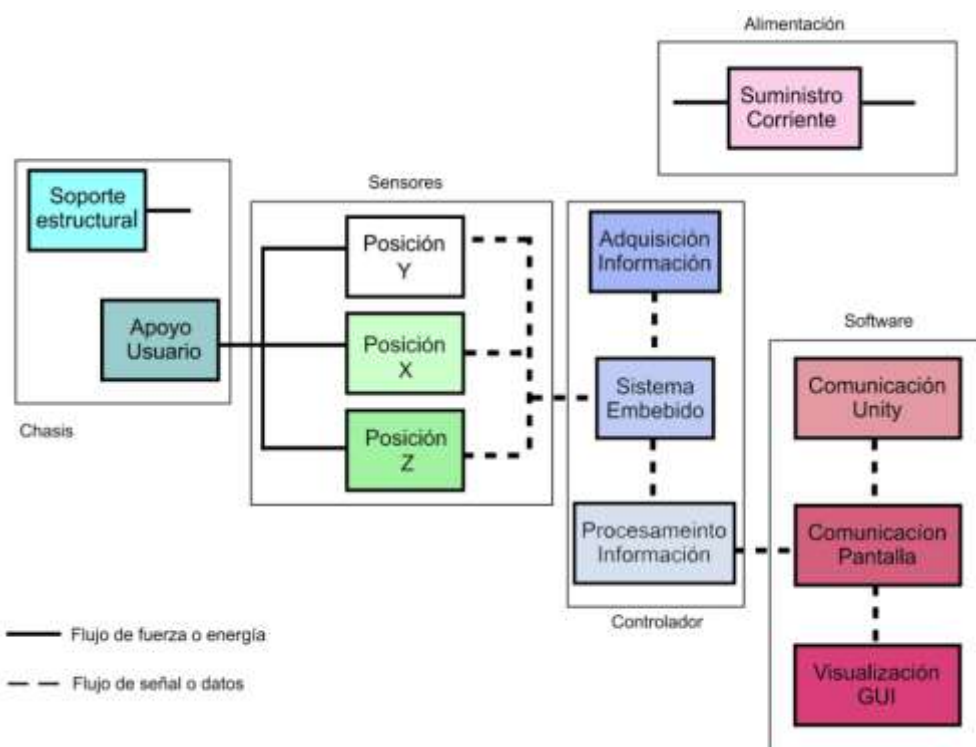 Alimentación
Suministro
Corriente
Soporte
estructural
Apoyo
Usuario
Chasis
Sensores
Posición
Y
Posición
X
Posición
Z
Adquisición
Información
Sistema
Embebido
Procesameinto
Información
Controlador
Software
Comunicación
Unity
Comunicacion
Pantalla
Visualización
GUI
Flujo de fuerza o energía
Flujo de señal o datos